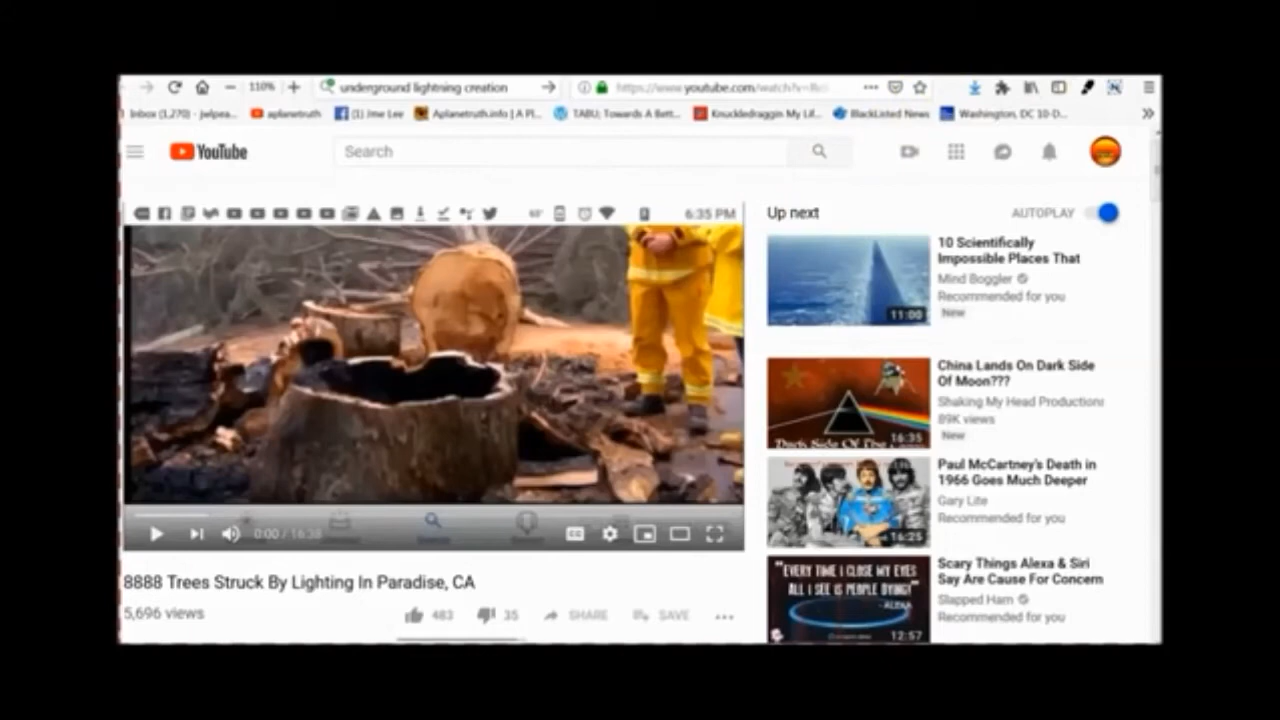 110%
underground lightning creation
https://www.youtube.com/watch?v=
Inbox (1,270) - jwlpea...
aplanetruth
(1) Jme Lee
Aplanetruth.info | A Pl...
TABU; Towards A Bett...
Knuckledraggin My Lif...
BlackListed News
Washington, DC 10-D...
YouTube
Search
6:35 PM
Up next
AUTOPLAY
10 Scientifically
Impossible Places That
Mind Boggler
Recommended for you
New
11:00
China Lands On Dark Side
Of Moon???
Shaking My Head Productions
89K views
New
16:35
Paul McCartney's Death in
1966 Goes Much Deeper
Gary Lite
Recommended for you
16:25
Scary Things Alexa & Siri
Say Are Cause For Concern
Slapped Ham
Recommended for you
"EVERY TIME I CLOSE MY EYES
ALL I SEE IS PEOPLE DYING!"
- ALEXA
12:57
0:00 / 16:38
8888 Trees Struck By Lighting In Paradise, CA
5,696 views
483
35
SHARE
SAVE